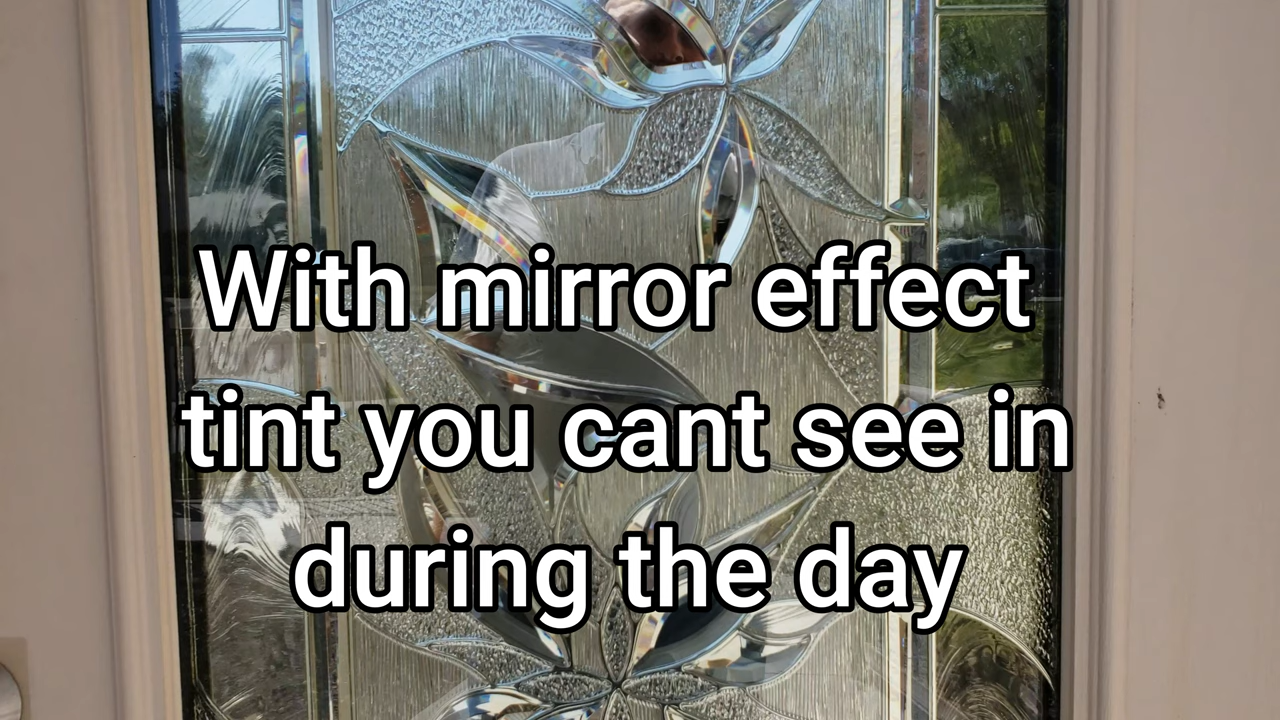 With mirror effect
tint you cant see in
during the day